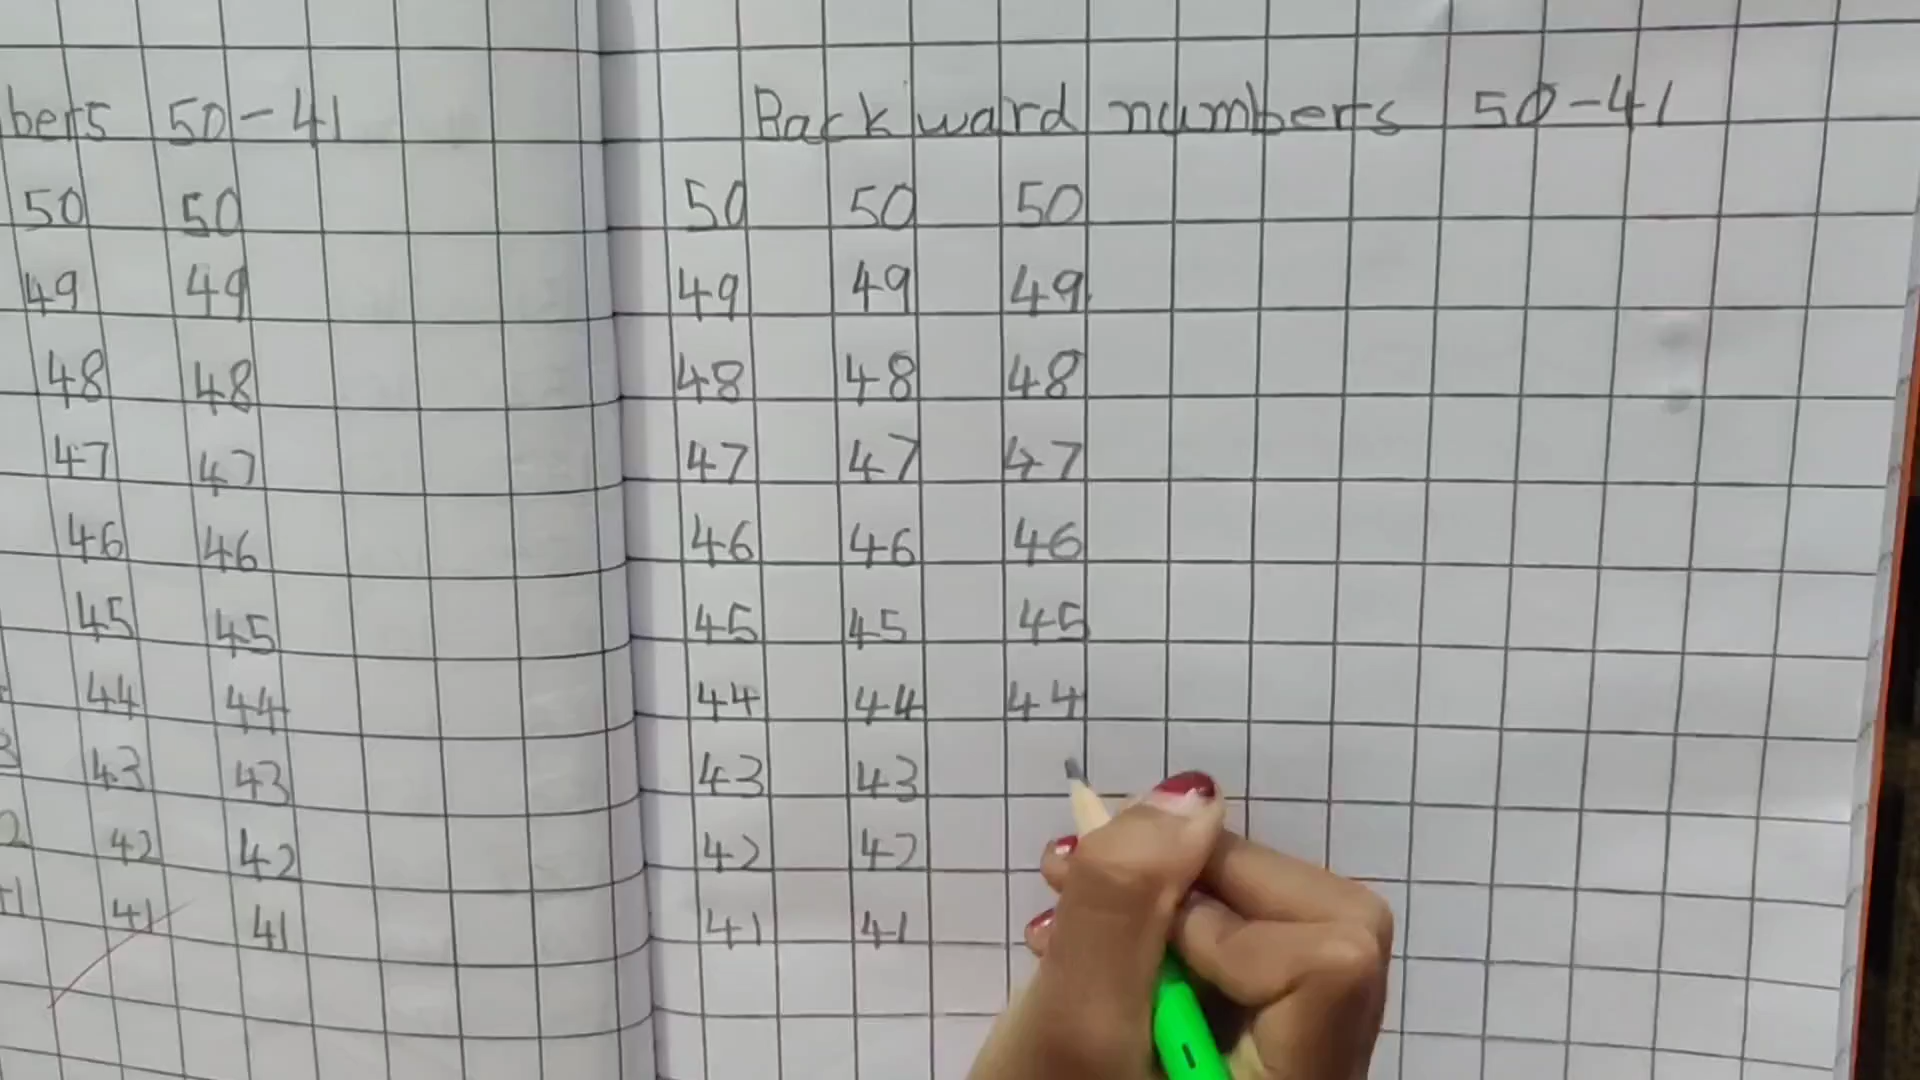 bers 50-41
50 50
49 49
48 48
47 47
46 46
45 45
44 44
43 43
42 42
41 41
Backward numbers 50-41
50 50 50
49 49 49
48 48 48
47 47 47
46 46 46
45 45 45
44 44 44
43 43
42 42
41 41